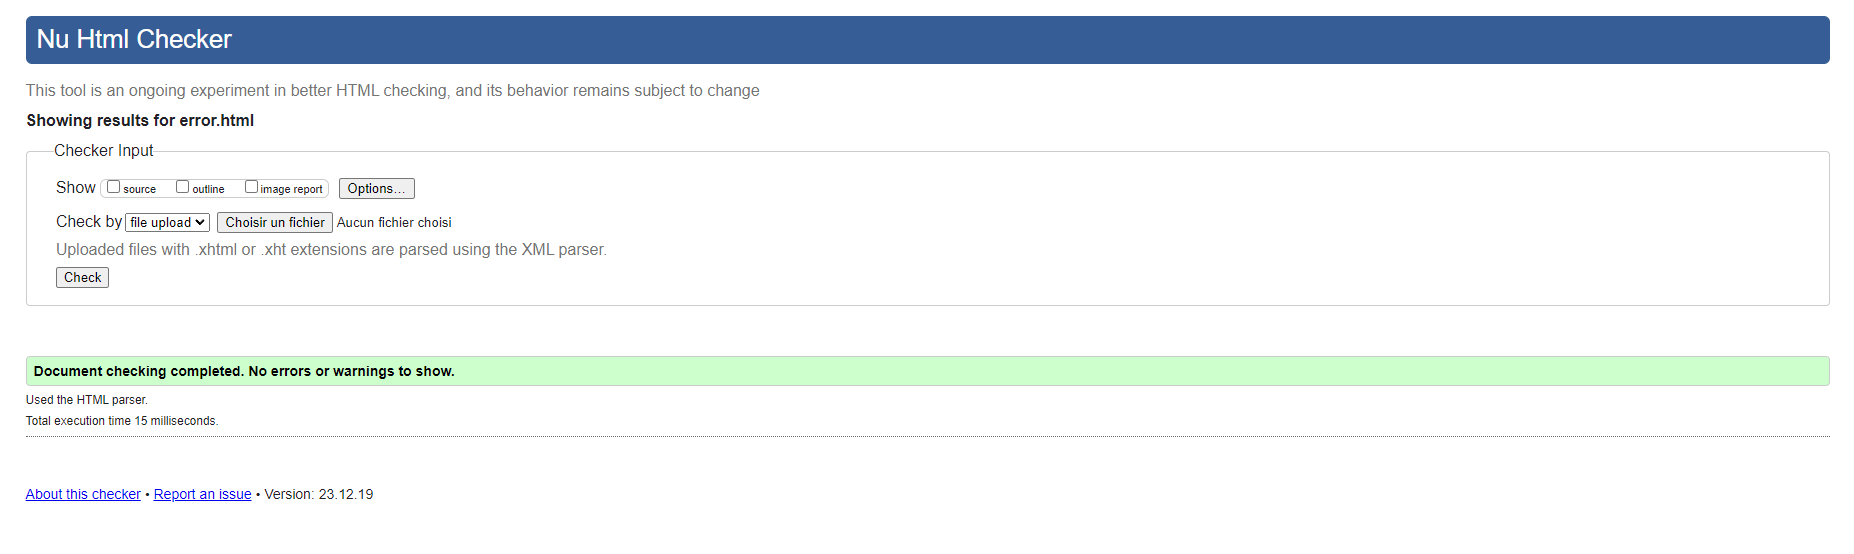 Nu Html Checker
This tool is an ongoing experiment in better HTML checking, and its behavior remains subject to change
Showing results for error.html
Checker Input
Show source outline image report Options...
Check by file upload Choisir un fichier Aucun fichier choisi
Uploaded files with .xhtml or .xht extensions are parsed using the XML parser.
Check
Document checking completed. No errors or warnings to show.
Used the HTML parser.
Total execution time 15 milliseconds.
About this checker • Report an issue • Version: 23.12.19